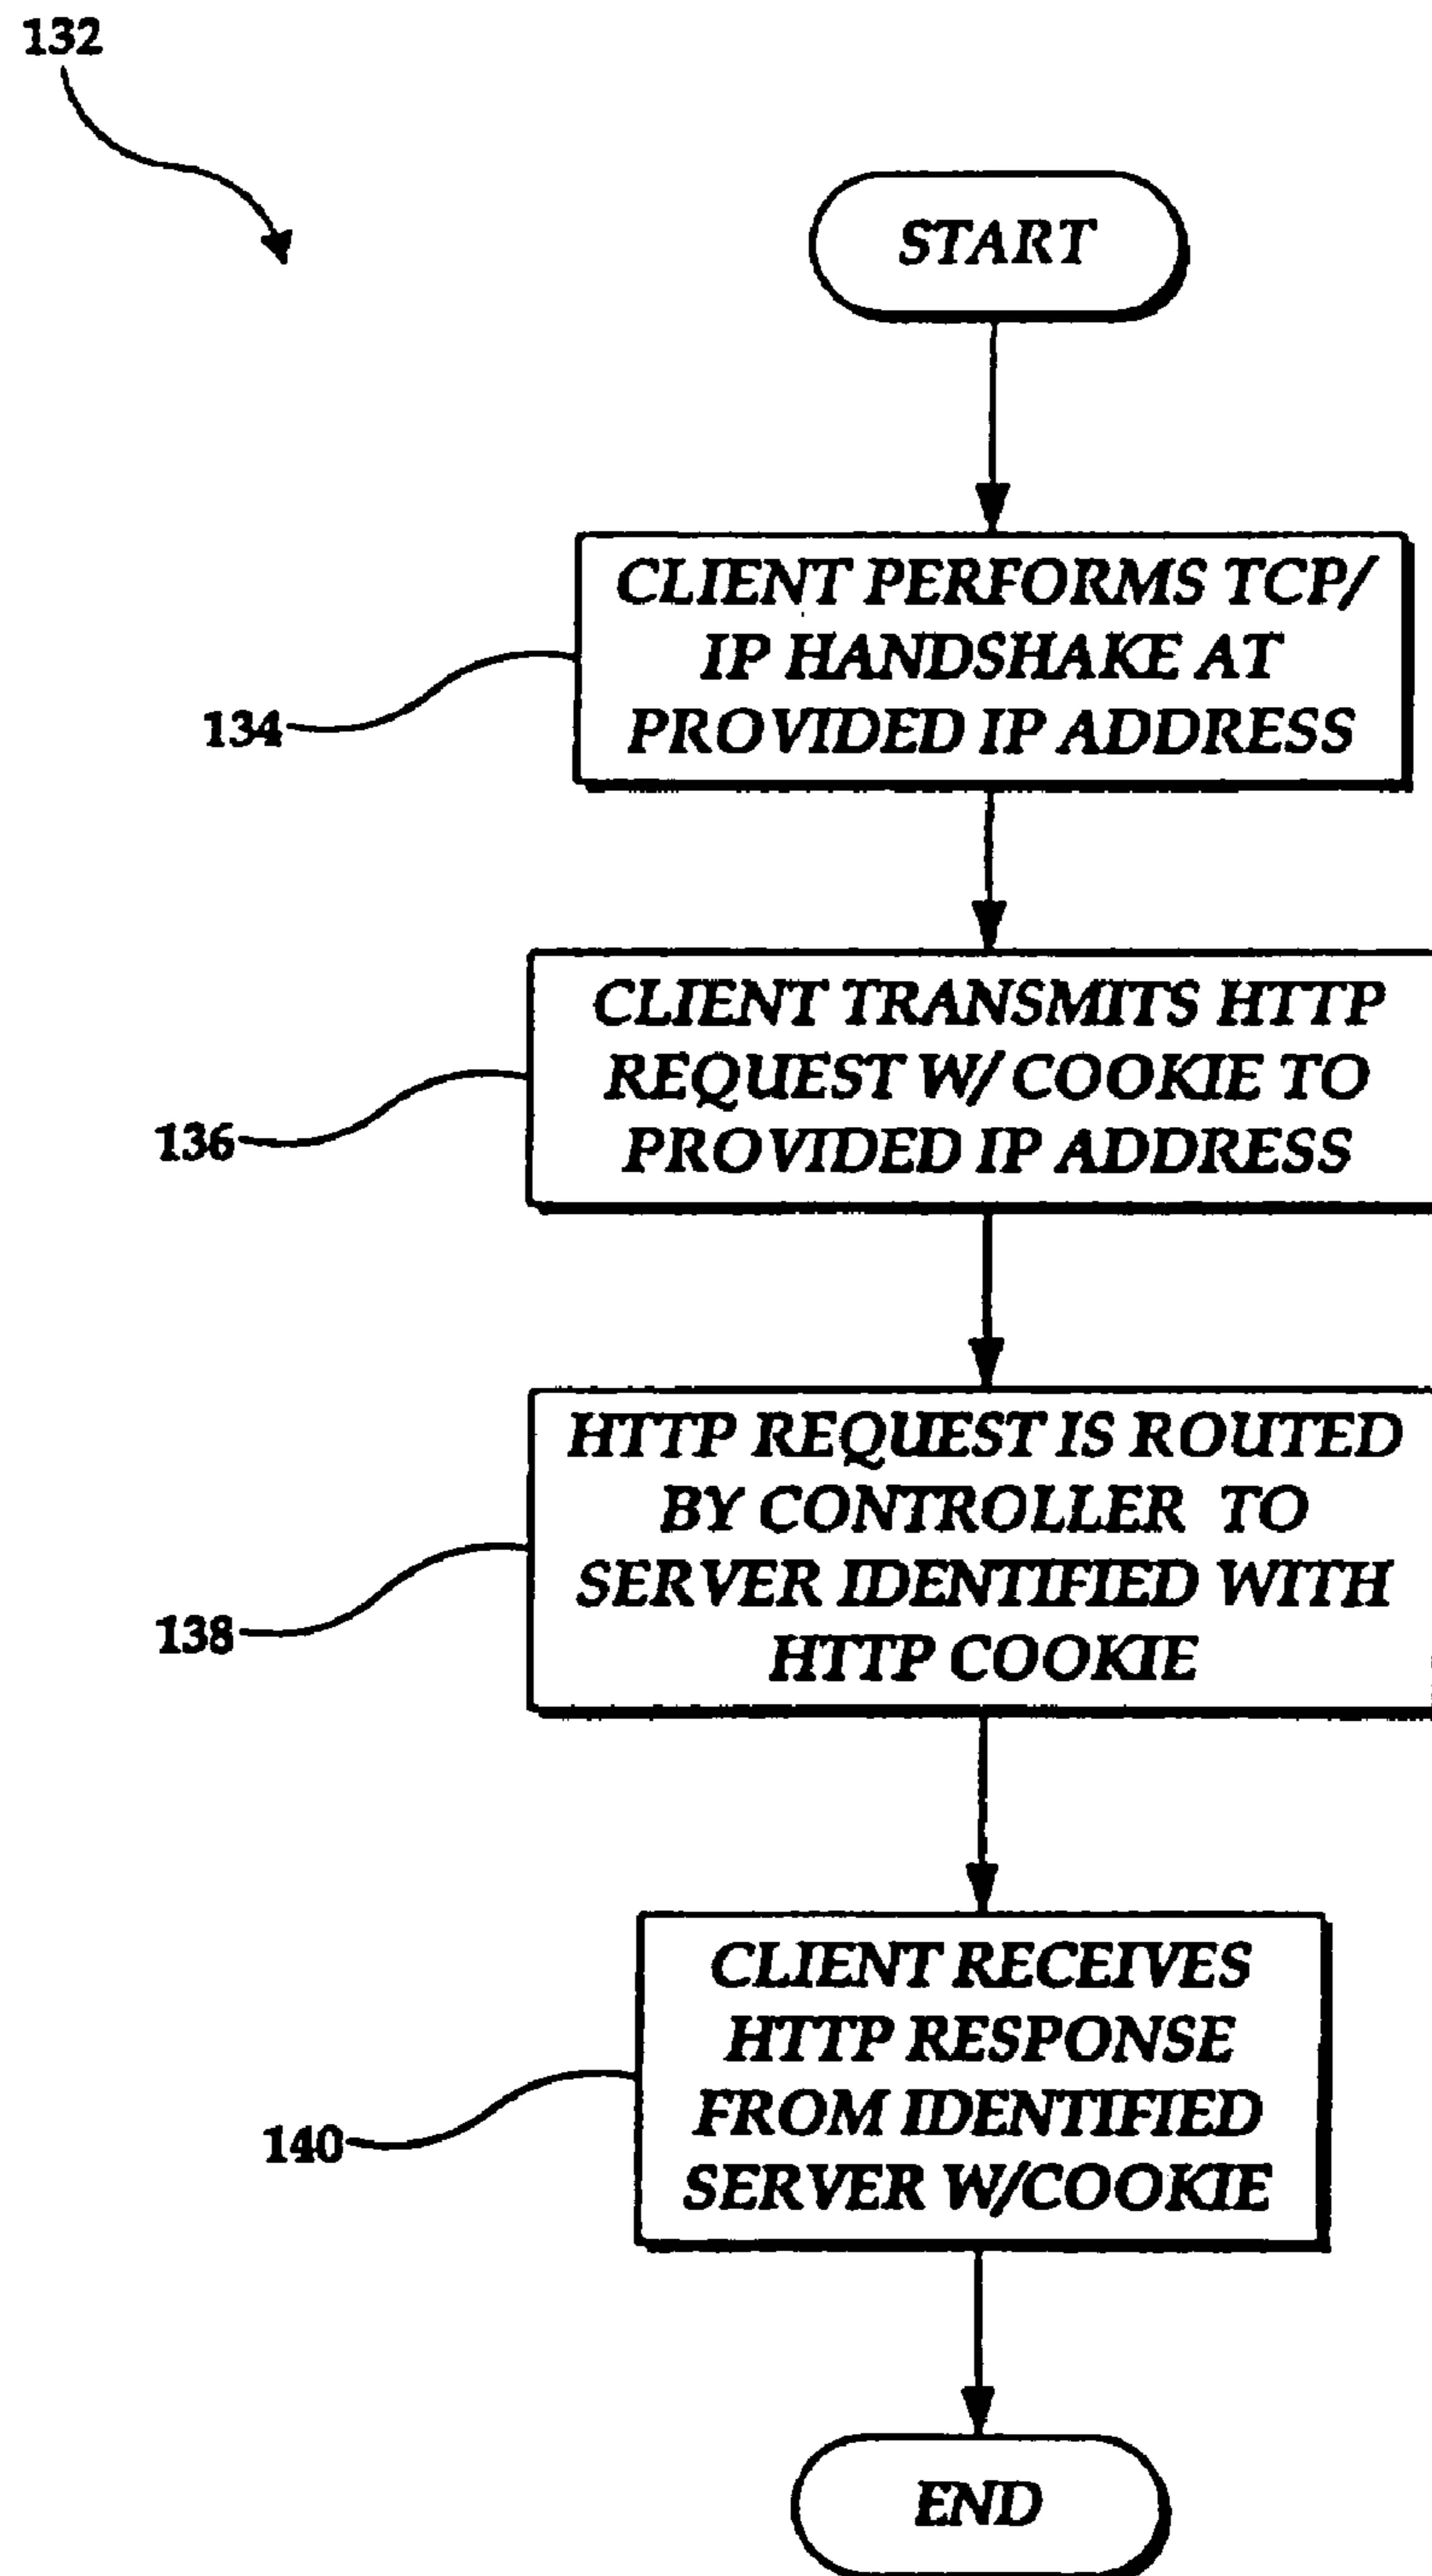 132
START
CLIENT PERFORMS TCP/
IP HANDSHAKE AT
PROVIDED IP ADDRESS
134
CLIENT TRANSMITS HTTP
REQUEST W/ COOKIE TO
PROVIDED IP ADDRESS
136
HTTP REQUEST IS ROUTED
BY CONTROLLER TO
SERVER IDENTIFIED WITH
HTTP COOKIE
138
CLIENT RECEIVES
HTTP RESPONSE
FROM IDENTIFIED
SERVER W/COOKIE
140
END